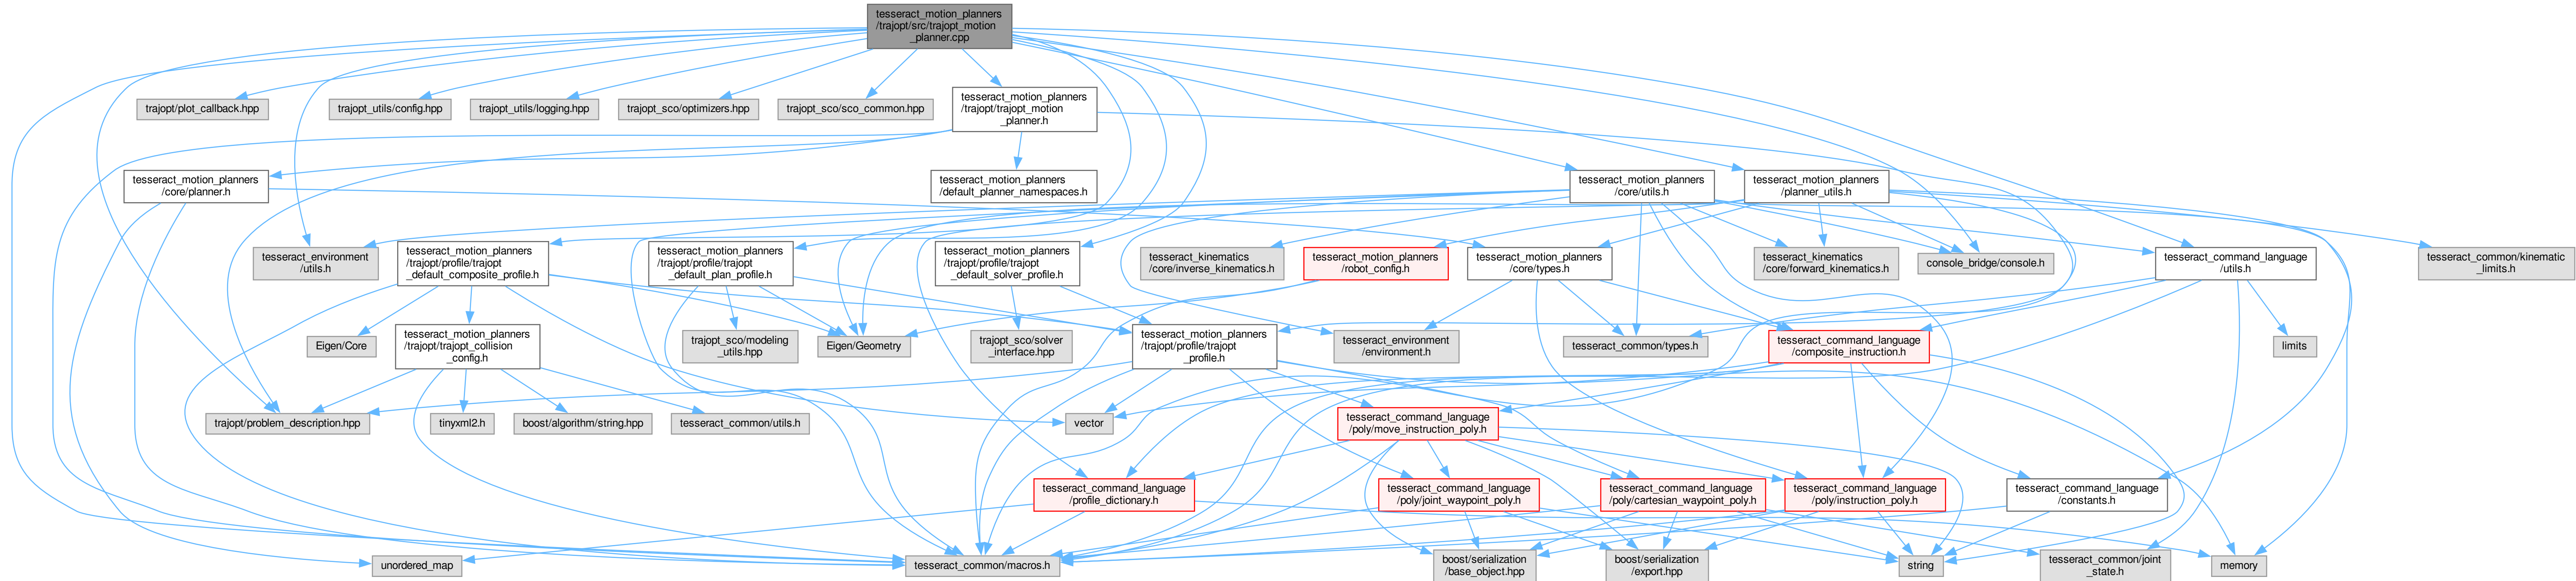 tesseract_motion_planners
/trajopt/src/trajopt_motion
_planner.cpp
trajopt/plot_callback.hpp
trajopt_utils/config.hpp
trajopt_utils/logging.hpp
trajopt_sco/optimizers.hpp
trajopt_sco/sco_common.hpp
tesseract_motion_planners
/trajopt/trajopt_motion
_planner.h
tesseract_motion_planners
/core/planner.h
tesseract_motion_planners
/default_planner_namespaces.h
tesseract_motion_planners
/core/utils.h
tesseract_motion_planners
/planner_utils.h
tesseract_environment
/utils.h
tesseract_motion_planners
/trajopt/profile/trajopt
_default_composite_profile.h
tesseract_motion_planners
/trajopt/profile/trajopt
_default_plan_profile.h
tesseract_motion_planners
/trajopt/profile/trajopt
_default_solver_profile.h
tesseract_kinematics
/core/inverse_kinematics.h
tesseract_motion_planners
/robot_config.h
tesseract_motion_planners
/core/types.h
tesseract_kinematics
/core/forward_kinematics.h
console_bridge/console.h
tesseract_command_language
/utils.h
tesseract_common/kinematic
_limits.h
Eigen/Core
tesseract_motion_planners
/trajopt/trajopt_collision
_config.h
trajopt_sco/modeling
_utils.hpp
Eigen/Geometry
trajopt_sco/solver
_interface.hpp
tesseract_motion_planners
/trajopt/profile/trajopt
_profile.h
tesseract_environment
/environment.h
tesseract_common/types.h
tesseract_command_language
/composite_instruction.h
limits
trajopt/problem_description.hpp
tinyxml2.h
boost/algorithm/string.hpp
tesseract_common/utils.h
vector
tesseract_command_language
/poly/move_instruction_poly.h
tesseract_command_language
/profile_dictionary.h
tesseract_command_language
/poly/joint_waypoint_poly.h
tesseract_command_language
/poly/cartesian_waypoint_poly.h
tesseract_command_language
/poly/instruction_poly.h
tesseract_command_language
/constants.h
unordered_map
tesseract_common/macros.h
boost/serialization
/base_object.hpp
boost/serialization
/export.hpp
string
tesseract_common/joint
_state.h
memory